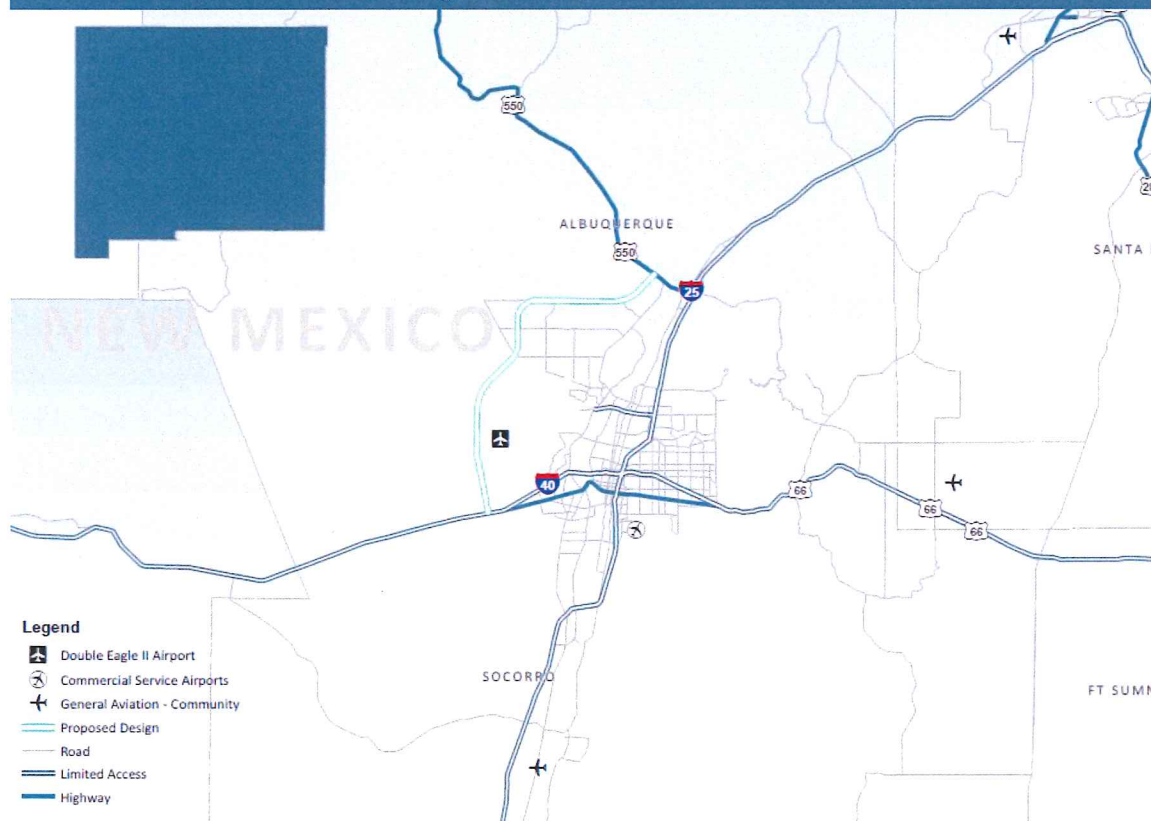 550
ALBUQUERQUE
550
SANTA
25
NEW MEXICO
40
66
66
66
SOCORRO
FT SUMM
Legend
Double Eagle II Airport
Commercial Service Airports
General Aviation - Community
Proposed Design
Road
Limited Access
Highway